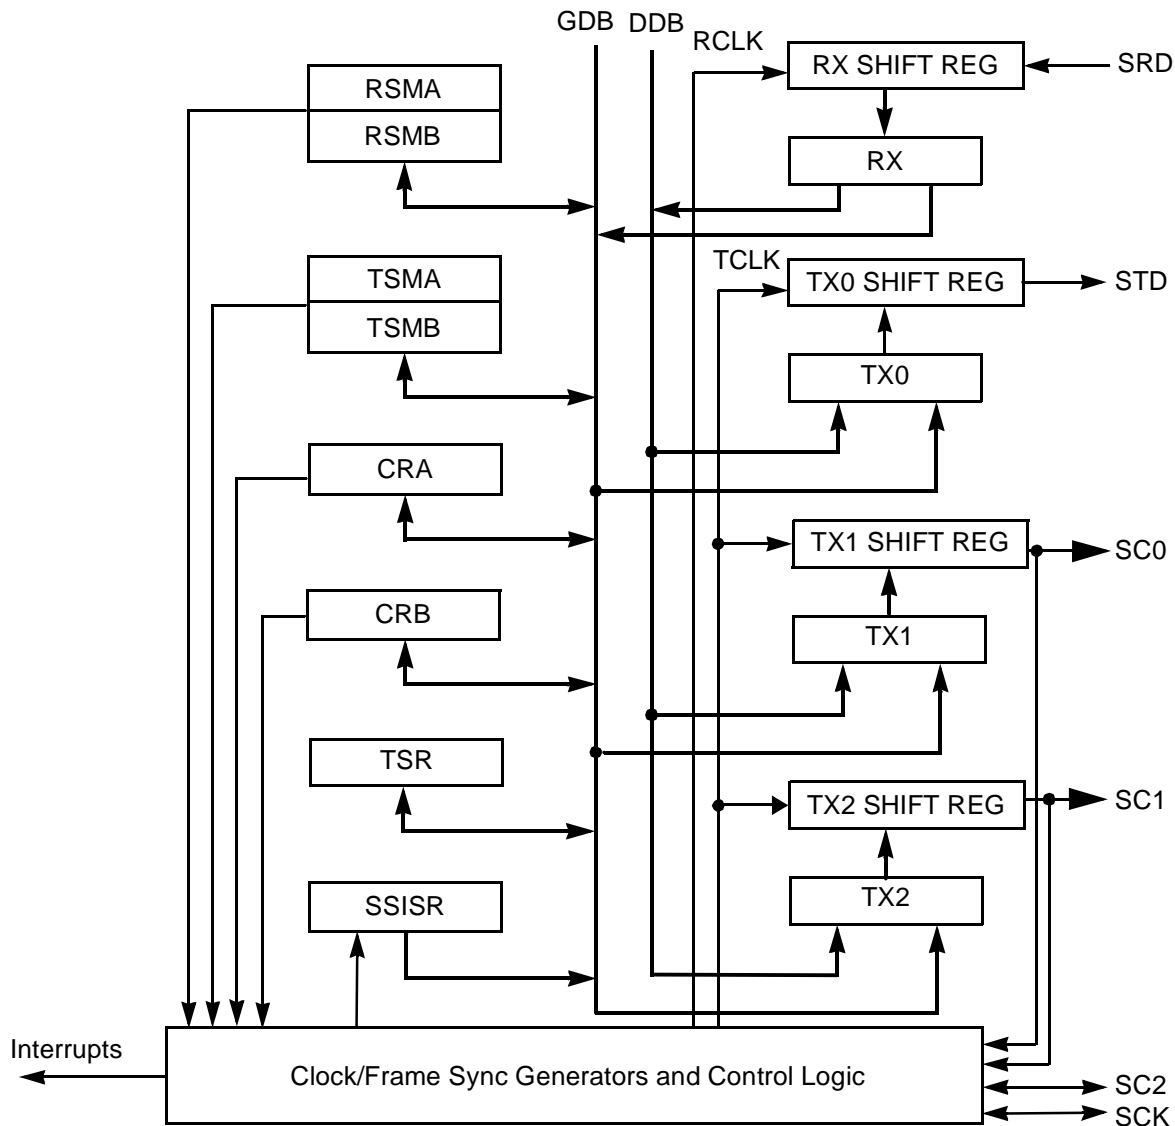 GDB
DDB
RCLK
RX SHIFT REG
SRD
RSMA
RSMB
RX
TCLK
TX0 SHIFT REG
STD
TSMA
TSMB
TX0
CRA
TX1 SHIFT REG
SC0
CRB
TX1
TSR
TX2 SHIFT REG
SC1
SSISR
TX2
Interrupts
Clock/Frame Sync Generators and Control Logic
SC2
SCK